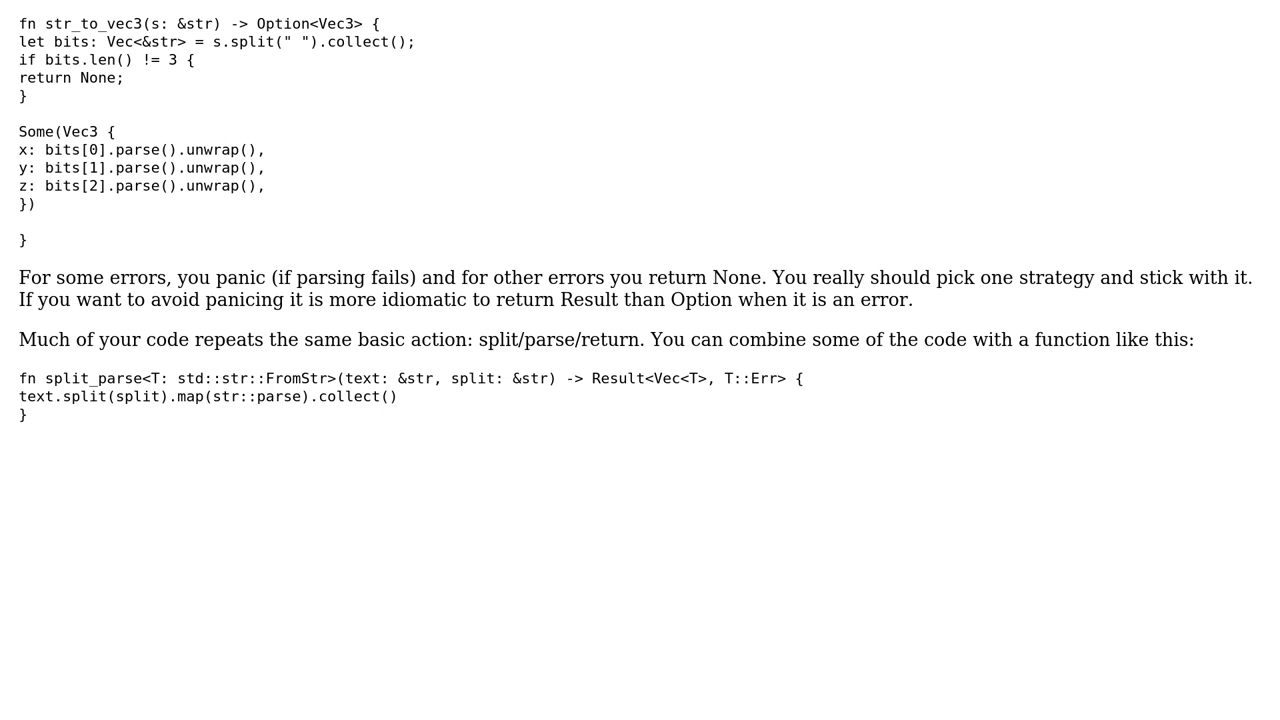 fn str_to_vec3(s: &str) -> Option<Vec3> {
let bits: Vec<&str> = s.split(" ").collect();
if bits.len() != 3 {
return None;
}
Some(Vec3 {
x: bits[0].parse().unwrap(),
y: bits[1].parse().unwrap(),
z: bits[2].parse().unwrap(),
})
}
For some errors, you panic (if parsing fails) and for other errors you return None. You really should pick one strategy and stick with it.
If you want to avoid panicing it is more idiomatic to return Result than Option when it is an error.
Much of your code repeats the same basic action: split/parse/return. You can combine some of the code with a function like this:
fn split_parse<T: std::str::FromStr>(text: &str, split: &str) -> Result<Vec<T>, T::Err> {
text.split(split).map(str::parse).collect()
}